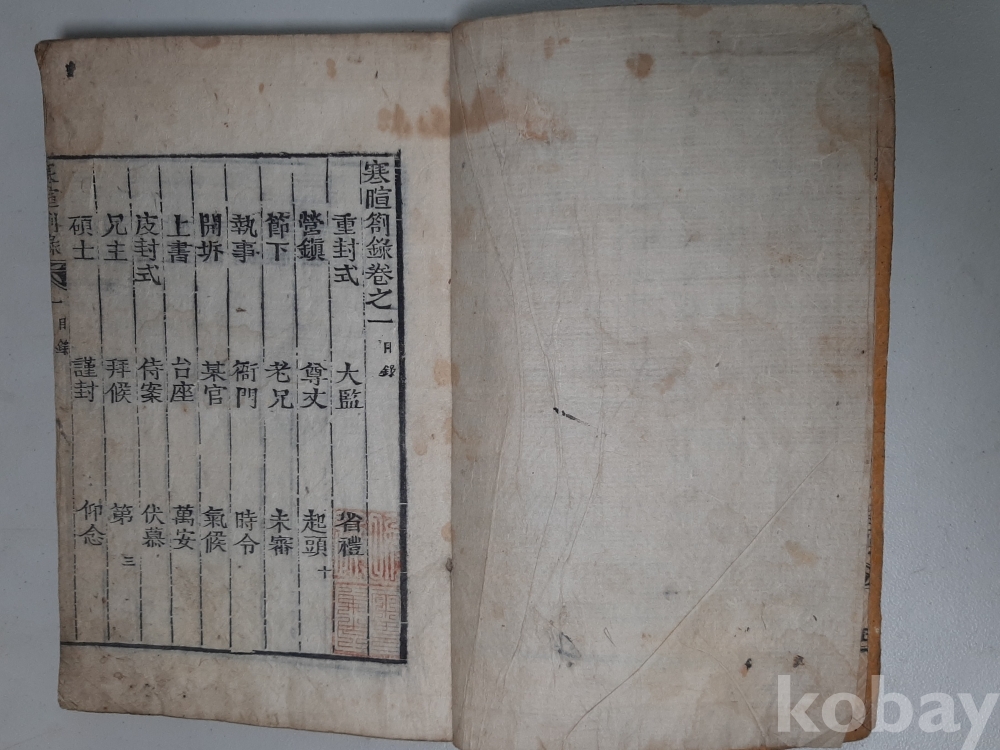 寒暄劄錄卷之一 目錄
重封式 大監 省禮
營鎭 尊丈 起頭 十
節下 老兄 未審
執事 衙門 時令
開坼 某官 氣候
上書 台座 萬安
皮封式 侍案 伏慕
兄主 拜候 第 三
碩士 謹封 仰念
寒暄劄錄 一 目錄
kobay